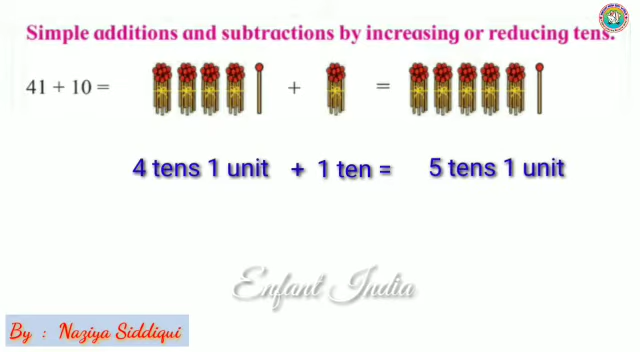 Simple additions and subtractions by increasing or reducing tens.
41 + 10 = + =
4 tens 1 unit + 1 ten = 5 tens 1 unit
Enfant India
By : Naziya Siddiqui